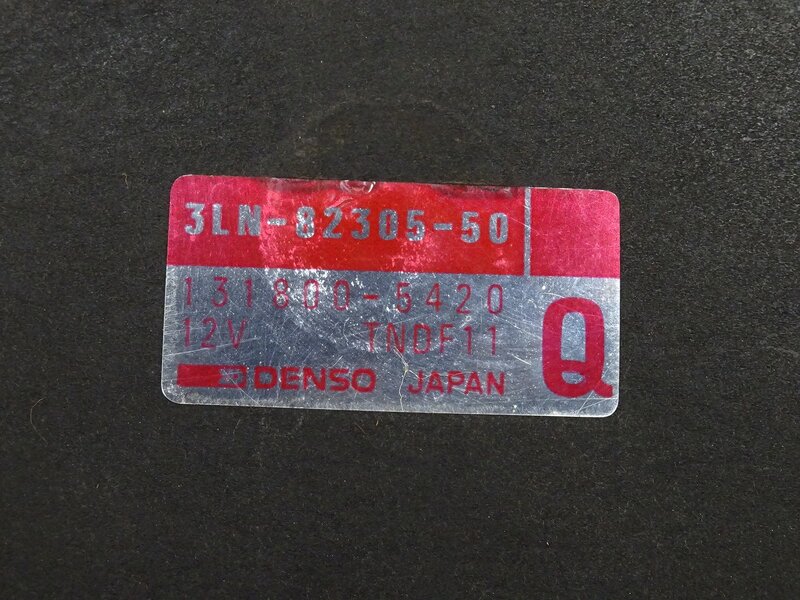 3LN-82305-50
131800-5420
12V TNDF11
DENSO JAPAN
Q